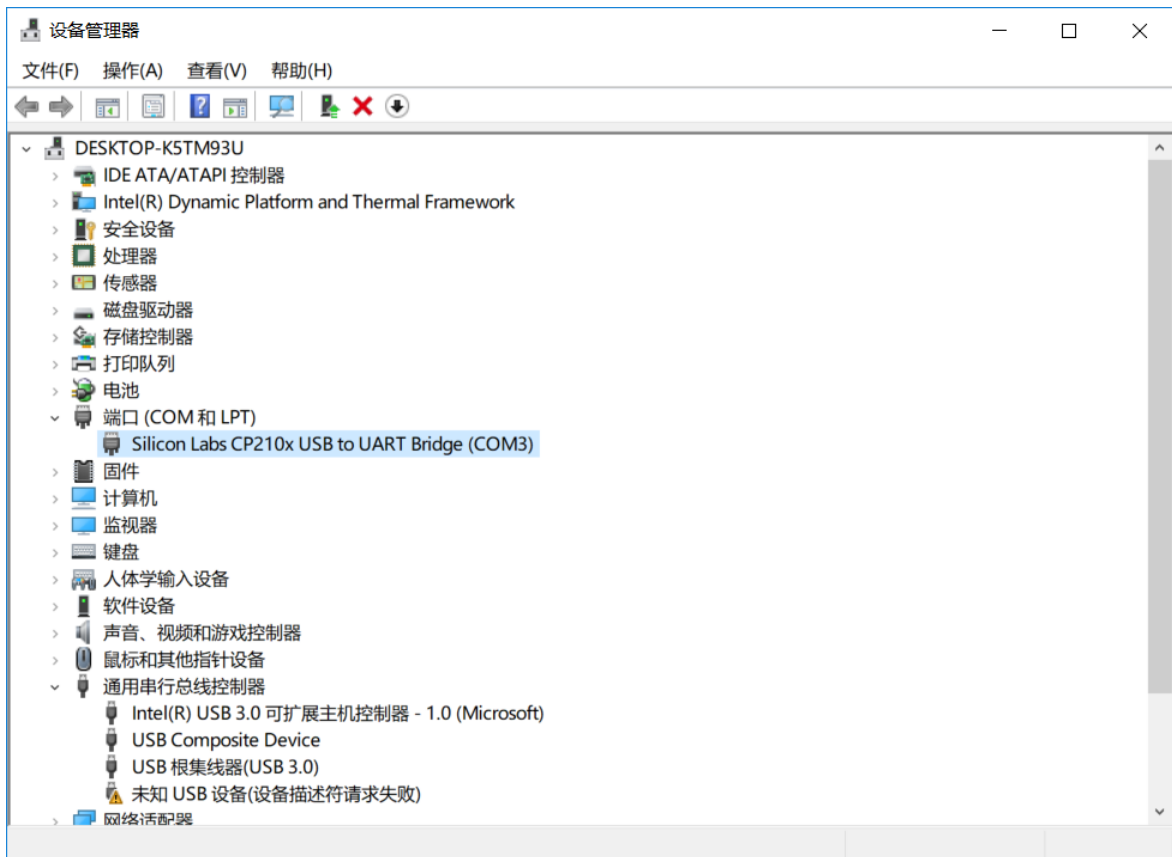 设备管理器
文件(F) 操作(A) 查看(V) 帮助(H)
DESKTOP-K5TM93U
IDE ATA/ATAPI 控制器
Intel(R) Dynamic Platform and Thermal Framework
安全设备
处理器
传感器
磁盘驱动器
存储控制器
打印队列
电池
端口 (COM 和 LPT)
Silicon Labs CP210x USB to UART Bridge (COM3)
固件
计算机
监视器
键盘
人体学输入设备
软件设备
声音、视频和游戏控制器
鼠标和其他指针设备
通用串行总线控制器
Intel(R) USB 3.0 可扩展主机控制器 - 1.0 (Microsoft)
USB Composite Device
USB 根集线器(USB 3.0)
未知 USB 设备(设备描述符请求失败)
网络适配器